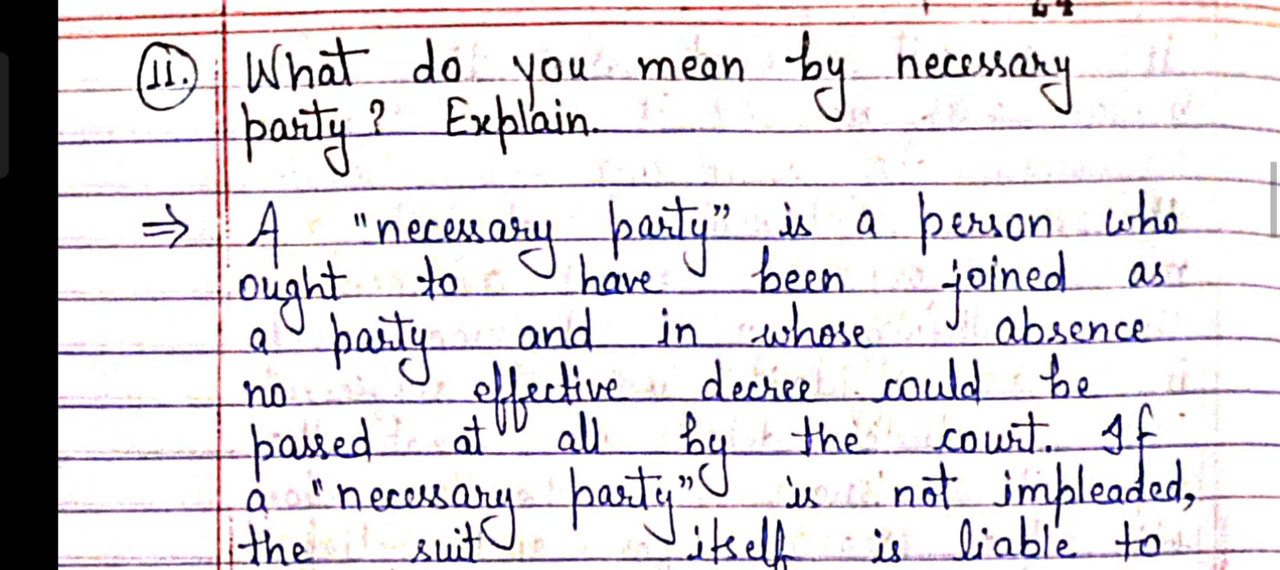 11. What do you mean by necessary
party? Explain.
⇒ A "necessary party" is a person who
ought to have been joined as
a party and in whose absence
no effective decree could be
passed at all by the court. If
a "necessary party" is not impleaded,
the suit itself is liable to